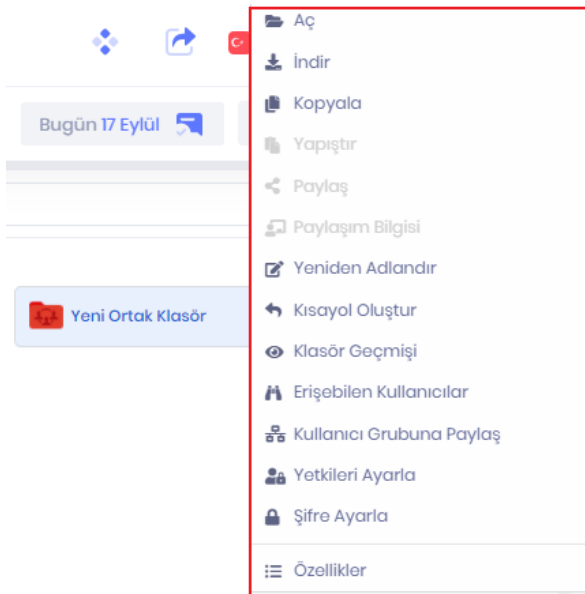 Bugün 17 Eylül
Yeni Ortak Klasör
Aç
İndir
Kopyala
Yapıştır
Paylaş
Paylaşım Bilgisi
Yeniden Adlandır
Kısayol Oluştur
Klasör Geçmişi
Erişebilen Kullanıcılar
Kullanıcı Grubuna Paylaş
Yetkileri Ayarla
Şifre Ayarla
Özellikler